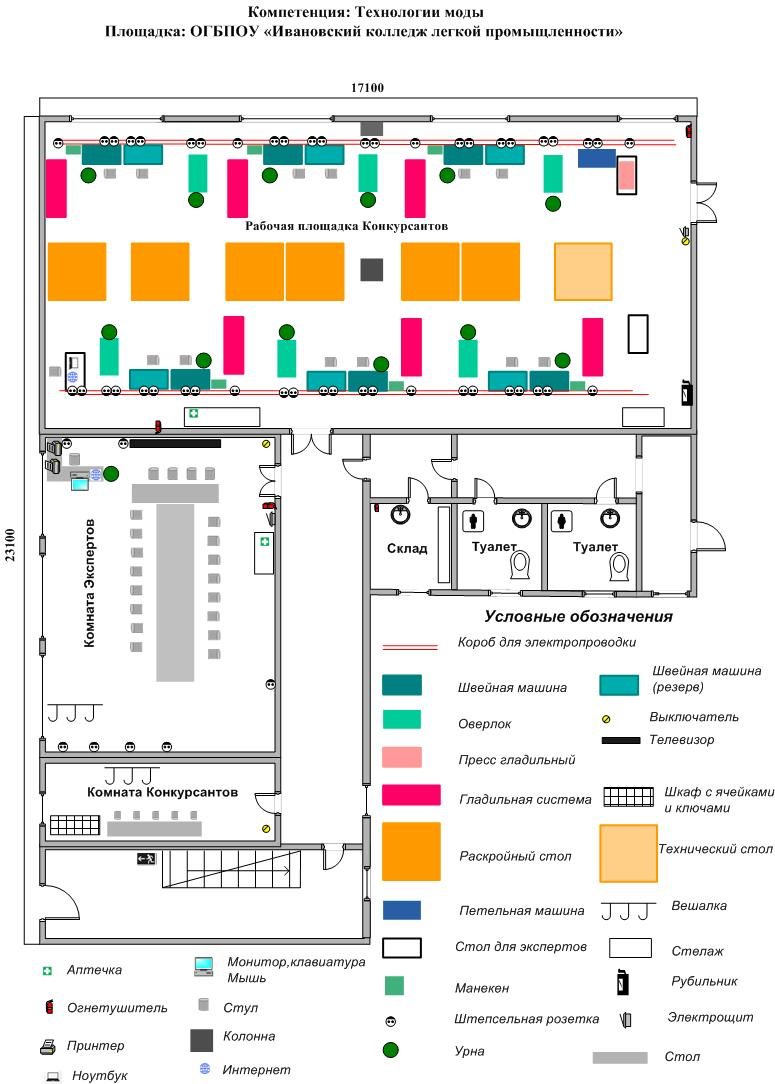 Компетенция: Технологии моды
Площадка: ОГБПОУ «Ивановский колледж легкой промыщленности»
17100
Рабочая площадка Конкурсантов
23100
Комната Экспертов
Склад
Туалет
Туалет
Комната Конкурсантов
Условные обозначения
Короб для электропроводки
Швейная машина
Швейная машина
(резерв)
Оверлок
Выключатель
Телевизор
Пресс гладильный
Гладильная система
Шкаф с ячейками
и ключами
Раскройный стол
Технический стол
Петельная машина
Вешалка
Стол для экспертов
Стелаж
Манекен
Рубильник
Штепсельная розетка
Электрощит
Урна
Стол
Аптечка
Монитор,клавиатура
Мышь
Огнетушитель
Стул
Принтер
Колонна
Ноутбук
Интернет